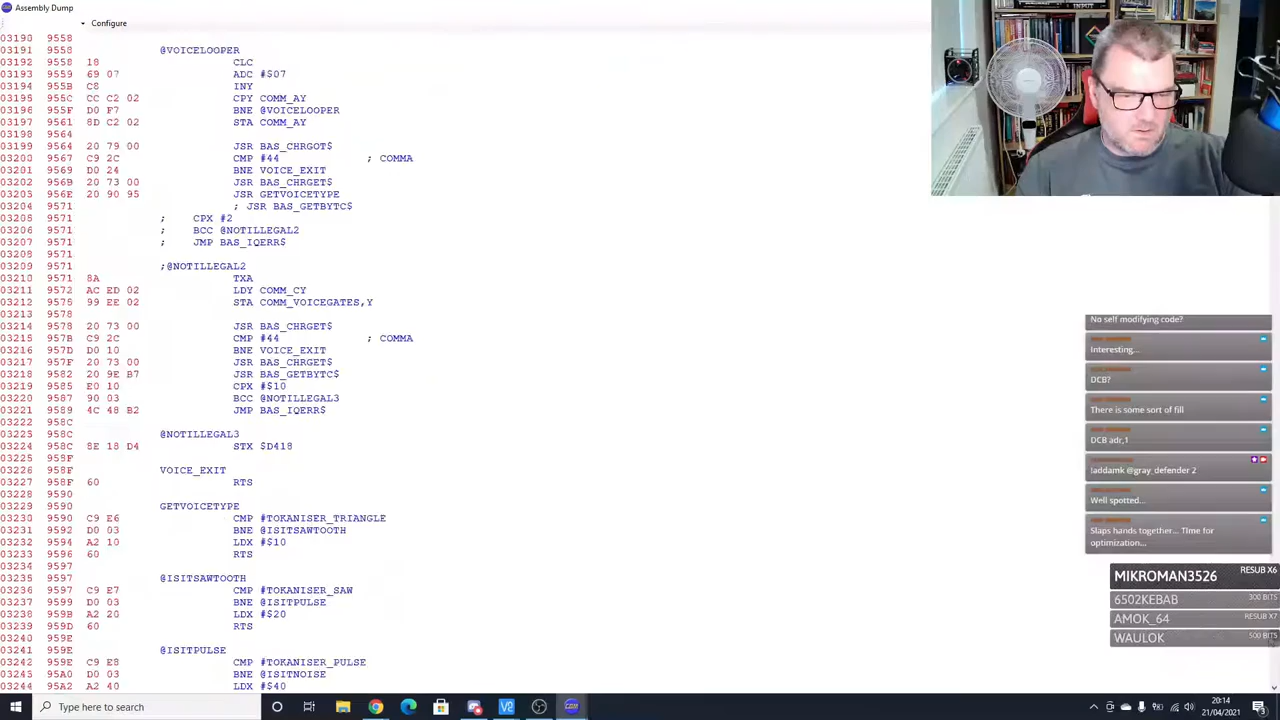 Assembly Dump
Configure
03190 9558
03191 9558 @VOICELOOPER
03192 9558 18 CLC
03193 9559 69 07 ADC #$07
03194 955B C8 INY
03195 955C CC C2 02 CPY COMM_AY
03196 955F D0 F7 BNE @VOICELOOPER
03197 9561 8D C2 02 STA COMM_AY
03198 9564
03199 9564 20 79 00 JSR BAS_CHRGOT$
03200 9567 C9 2C CMP #44 ; COMMA
03201 9569 D0 24 BNE VOICE_EXIT
03202 956B 20 73 00 JSR BAS_CHRGET$
03203 956E 20 90 95 JSR GETVOICETYPE
03204 9571 ; JSR BAS_GETBYTC$
03205 9571 ; CPX #2
03206 9571 ; BCC @NOTILLEGAL2
03207 9571 ; JMP BAS_IQERR$
03208 9571
03209 9571 ;@NOTILLEGAL2
03210 9571 8A TXA
03211 9572 AC ED 02 LDY COMM_CY
03212 9575 99 EE 02 STA COMM_VOICEGATES,Y
03213 9578
03214 9578 20 73 00 JSR BAS_CHRGET$
03215 957B C9 2C CMP #44 ; COMMA
03216 957D D0 10 BNE VOICE_EXIT
03217 957F 20 73 00 JSR BAS_CHRGET$
03218 9582 20 9E B7 JSR BAS_GETBYTC$
03219 9585 E0 10 CPX #$10
03220 9587 90 03 BCC @NOTILLEGAL3
03221 9589 4C 48 B2 JMP BAS_IQERR$
03222 958C
03223 958C @NOTILLEGAL3
03224 958C 8E 18 D4 STX $D418
03225 958F
03226 958F VOICE_EXIT
03227 958F 60 RTS
03228 9590
03229 9590 GETVOICETYPE
03230 9590 C9 E6 CMP #TOKANISER_TRIANGLE
03231 9592 D0 03 BNE @ISITSAWTOOTH
03232 9594 A2 10 LDX #$10
03233 9596 60 RTS
03234 9597
03235 9597 @ISITSAWTOOTH
03236 9597 C9 E7 CMP #TOKANISER_SAW
03237 9599 D0 03 BNE @ISITPULSE
03238 959B A2 20 LDX #$20
03239 959D 60 RTS
03240 959E
03241 959E @ISITPULSE
03242 959E C9 E8 CMP #TOKANISER_PULSE
03243 95A0 D0 03 BNE @ISITNOISE
03244 95A2 A2 40 LDX #$40
INPUT
No self modifying code?
Interesting...
DCB?
There is some sort of fill
DCB adr,1
!addamk @gray_defender 2
Well spotted...
Slaps hands together... Time for
optimization...
MIKROMAN3526 RESUB X6
6502KEBAB 300 BITS
AMOK_64 RESUB X7
WAULOK 500 BITS
Type here to search
20:14
21/04/2021